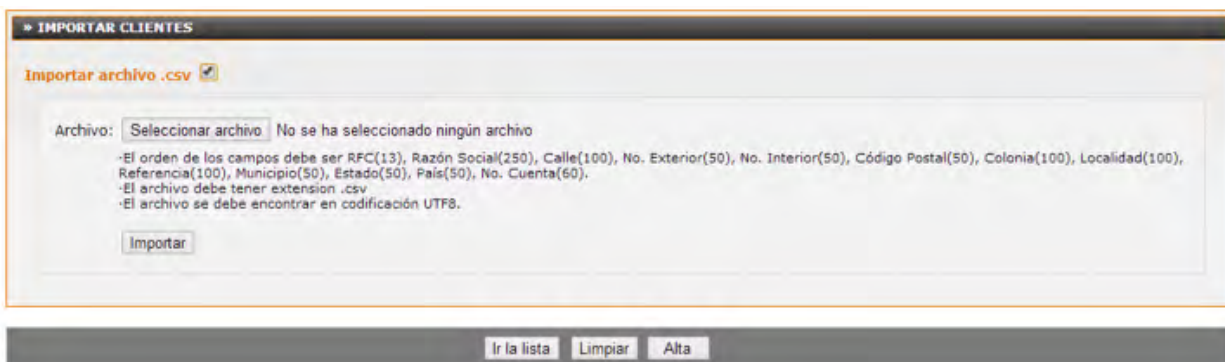 » IMPORTAR CLIENTES
Importar archivo .csv
Archivo: Seleccionar archivo No se ha seleccionado ningún archivo
·El orden de los campos debe ser RFC(13), Razón Social(250), Calle(100), No. Exterior(50), No. Interior(50), Código Postal(50), Colonia(100), Localidad(100),
Referencia(100), Municipio(50), Estado(50), País(50), No. Cuenta(60).
·El archivo debe tener extension .csv
·El archivo se debe encontrar en codificación UTF8.
Importar
Ir la lista Limpiar Alta